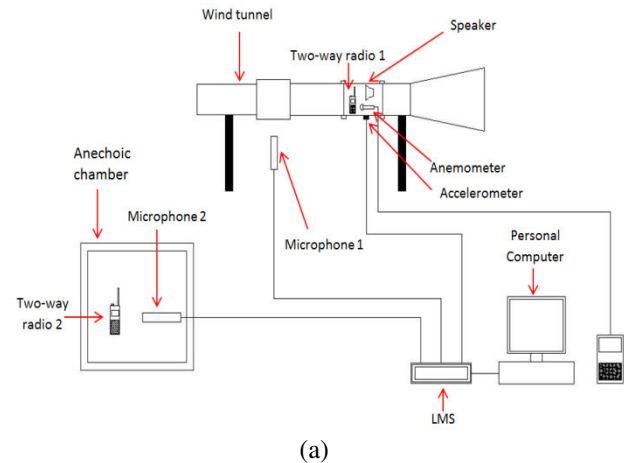 Wind tunnel
Speaker
Two-way radio 1
Anemometer
Accelerometer
Anechoic
chamber
Microphone 2
Microphone 1
Personal
Computer
Two-way
radio 2
LMS
(a)